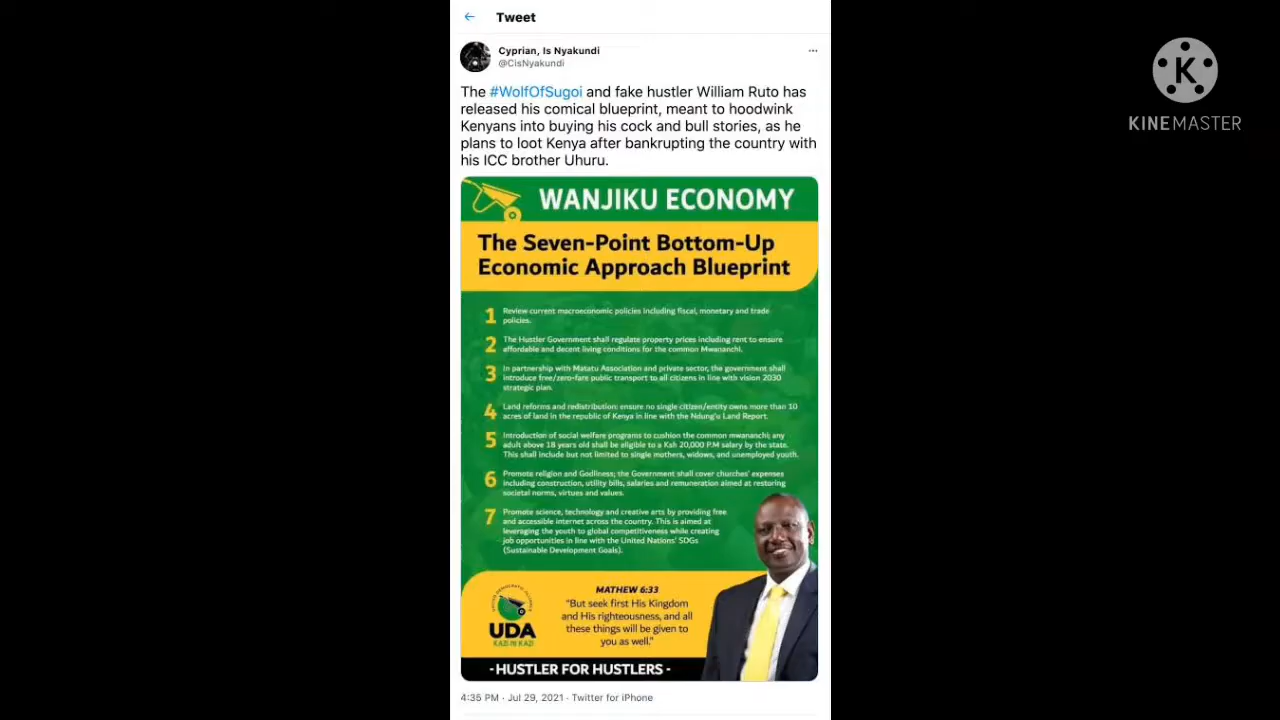 Tweet
Cyprian, Is Nyakundi
@CisNyakundi
The #WolfOfSugoi and fake hustler William Ruto has
released his comical blueprint, meant to hoodwink
Kenyans into buying his cock and bull stories, as he
plans to loot Kenya after bankrupting the country with
his ICC brother Uhuru.
WANJIKU ECONOMY
The Seven-Point Bottom-Up
Economic Approach Blueprint
1 Review current macroeconomic policies including fiscal, monetary and trade
policies.
2 The Hustler Government shall regulate property prices including rent to ensure
affordable and decent living conditions for the common Mwananchi.
3 In partnership with Matatu Association and private sector, the government shall
introduce free/zero-fare public transport to all citizens in line with vision 2030
strategic plan.
4 Land reforms and redistribution: ensure no single citizen/entity owns more than 10
acres of land in the republic of Kenya in line with the Ndung'u Land Report.
5 Introduction of social welfare programs to cushion the common mwananchi; any
adult above 18 years old shall be eligible to a Ksh 20,000 P.M salary by the state.
This shall include but not limited to single mothers, widows, and unemployed youth.
6 Promote religion and Godliness; the Government shall cover churches' expenses
including construction, utility bills, salaries and remuneration aimed at restoring
societal norms, virtues and values.
7 Promote science, technology and creative arts by providing free
and accessible internet across the country. This is aimed at
leveraging the youth to global competitiveness while creating
job opportunities in line with the United Nations' SDGs
(Sustainable Development Goals).
MATHEW 6:33
"But seek first His Kingdom
and His righteousness, and all
these things will be given to
you as well."
UDA
KAZI NI KAZI
- HUSTLER FOR HUSTLERS -
4:35 PM · Jul 29, 2021 · Twitter for iPhone
K
KINEMASTER